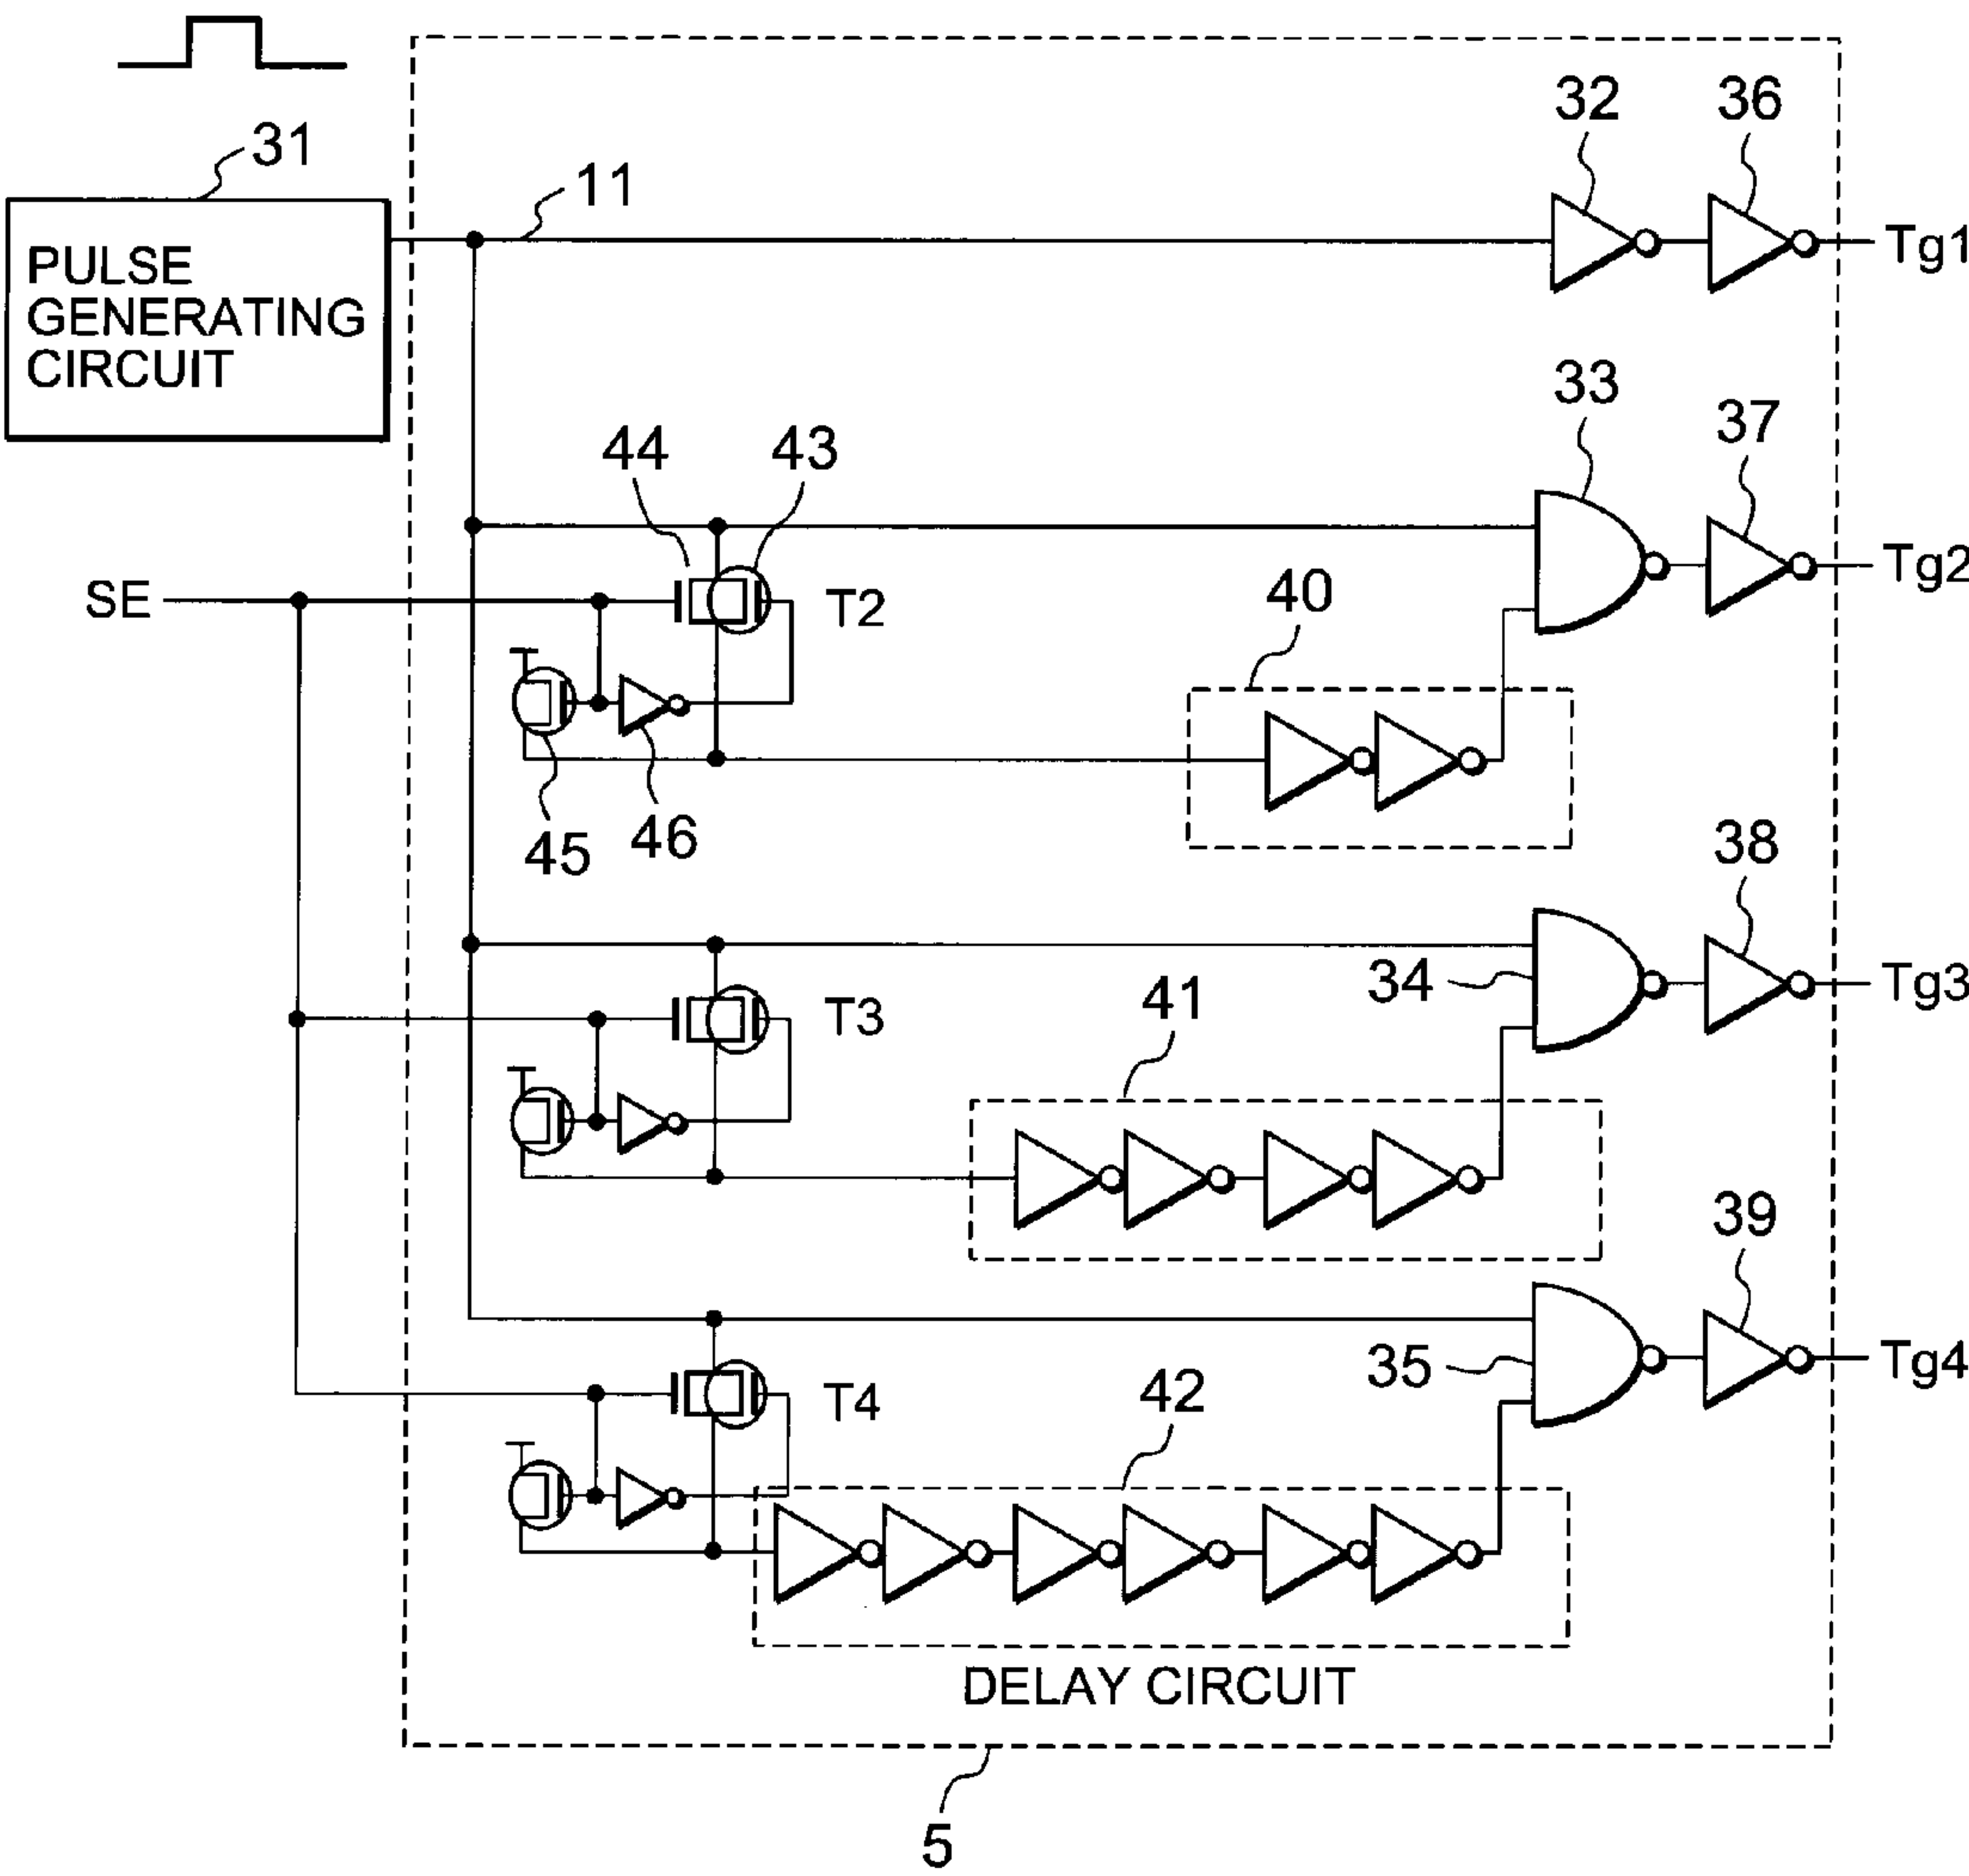 32 36
31
11
Tg1
PULSE
GENERATING
CIRCUIT
33
37
44 43
Tg2
SE
T2
40
45 46
38
34
Tg3
41
T3
39
35
Tg4
42
T4
DELAY CIRCUIT
5